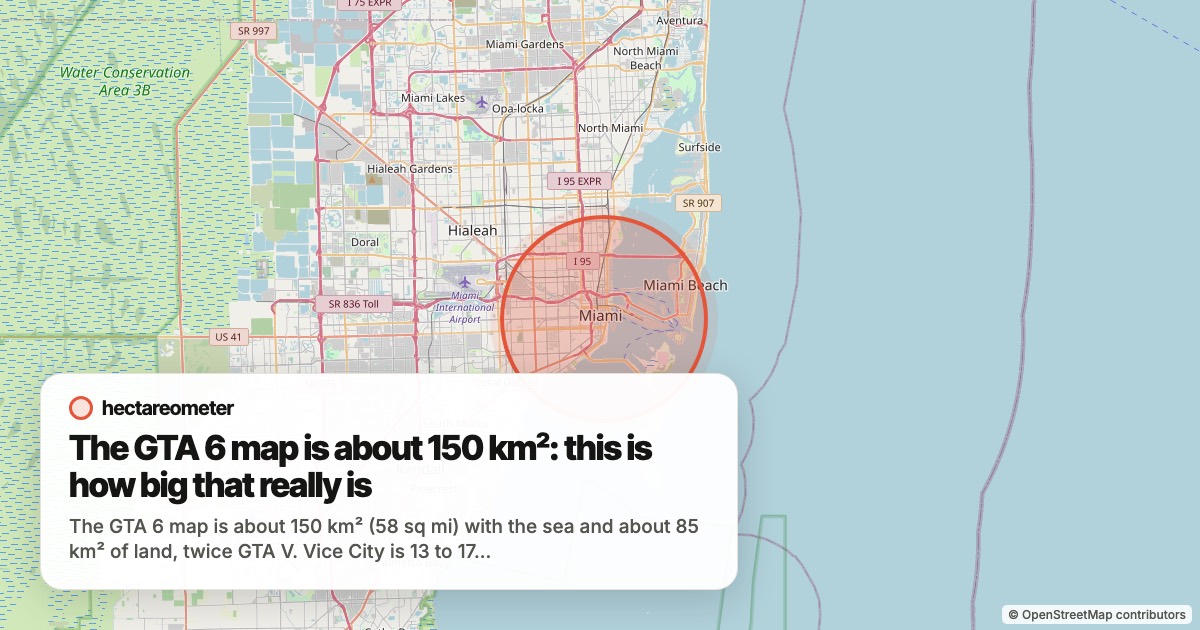 I 75 EXPR
SR 997
Aventura
Miami Gardens
North Miami
Beach
Water Conservation
Area 3B
Miami Lakes
Opa-locka
North Miami
Surfside
Hialeah Gardens
I 95 EXPR
SR 907
Hialeah
Doral
I 95
Miami Beach
Miami
International
Airport
SR 836 Toll
Miami
US 41
hectareometer
The GTA 6 map is about 150 km²: this is
how big that really is
The GTA 6 map is about 150 km² (58 sq mi) with the sea and about 85
km² of land, twice GTA V. Vice City is 13 to 17...
© OpenStreetMap contributors